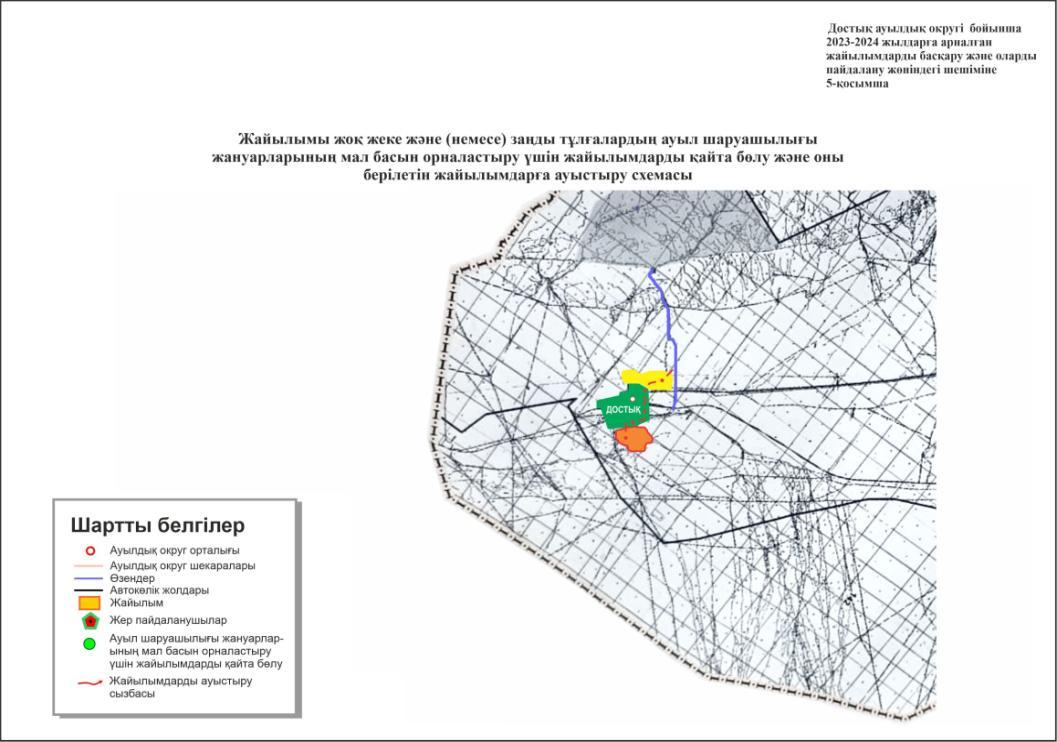 Достық ауылдық округі бойынша
2023-2024 жылдарға арналған
жайылымдарды басқару және оларды
пайдалану жөніндегі шешіміне
5-қосымша
Жайылымы жоқ жеке және (немесе) заңды тұлғалардың ауыл шаруашылығы
жануарларының мал басын орналастыру үшін жайылымдарды қайта бөлу және оны
берілетін жайылымдарға ауыстыру схемасы
ДОСТЫҚ
Шартты белгілер
Ауылдық округ орталығы
Ауылдық округ шекаралары
Өзендер
Автокөлік жолдары
Жайылым
Жер пайдаланушылар
Ауыл шаруашылығы жануарлар-
ының мал басын орналастыру
үшін жайылымдарды қайта бөлу
Жайылымдарды ауыстыру
сызбасы